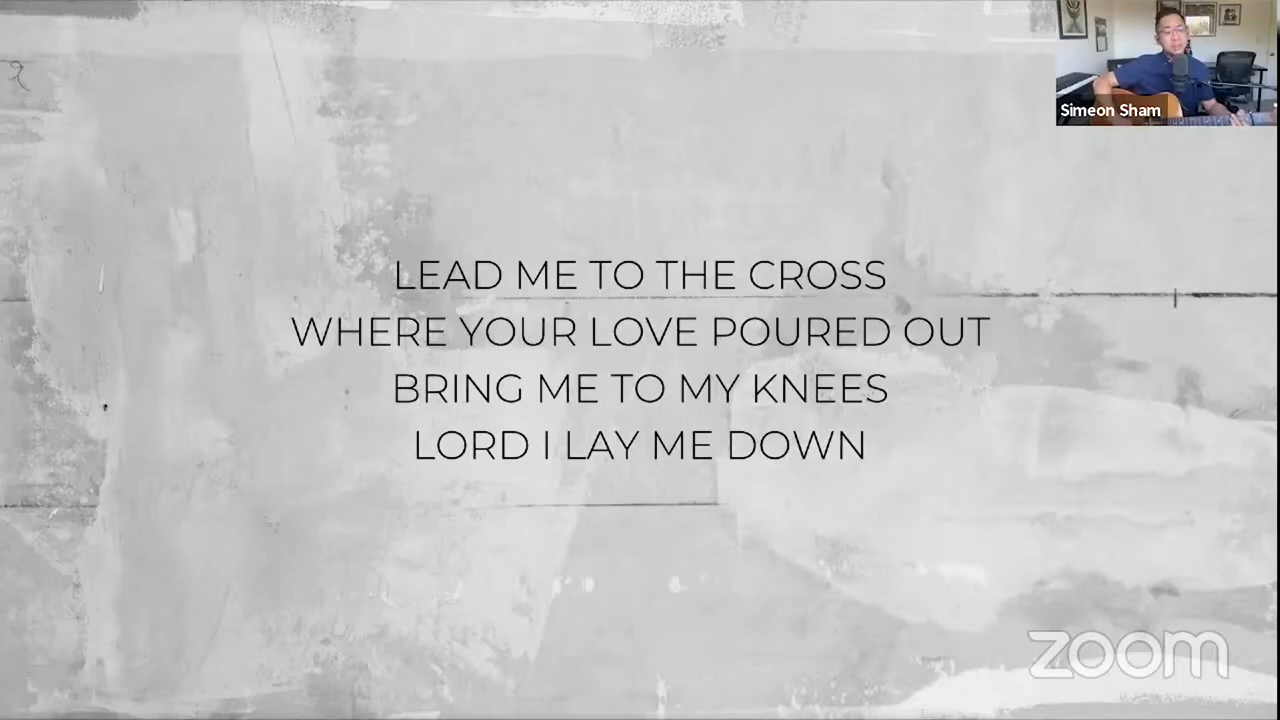 Simeon Sham
LEAD ME TO THE CROSS
WHERE YOUR LOVE POURED OUT
BRING ME TO MY KNEES
LORD I LAY ME DOWN
zoom